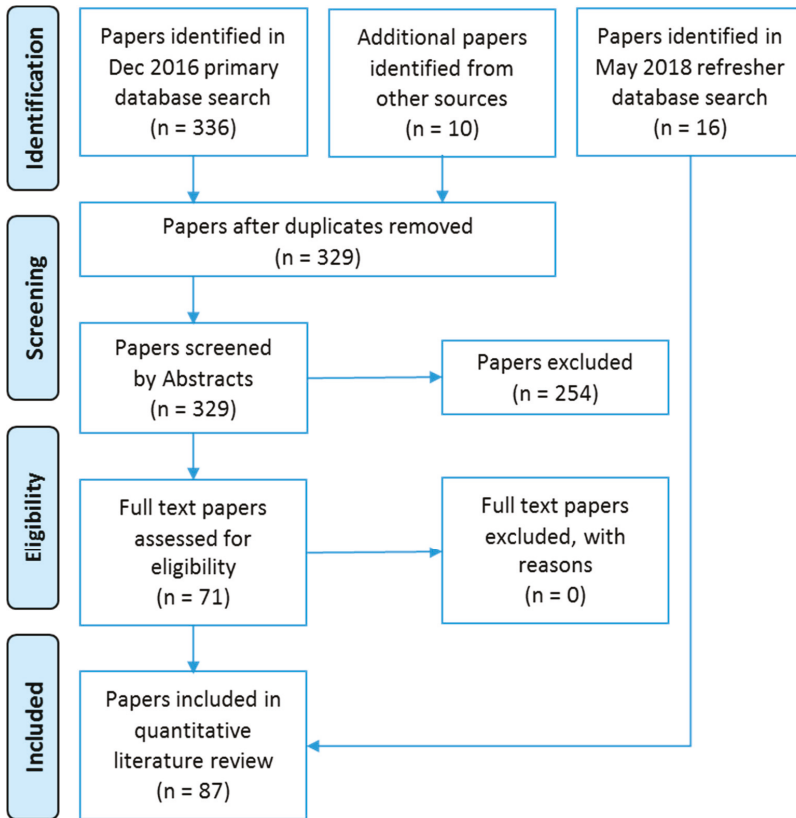 Identification
Papers identified in
Dec 2016 primary
database search
(n = 336)
Additional papers
identified from
other sources
(n = 10)
Papers identified in
May 2018 refresher
database search
(n = 16)
Screening
Papers after duplicates removed
(n = 329)
Papers screened
by Abstracts
(n = 329)
Papers excluded
(n = 254)
Eligibility
Full text papers
assessed for
eligibility
(n = 71)
Full text papers
excluded, with
reasons
(n = 0)
Included
Papers included in
quantitative
literature review
(n = 87)